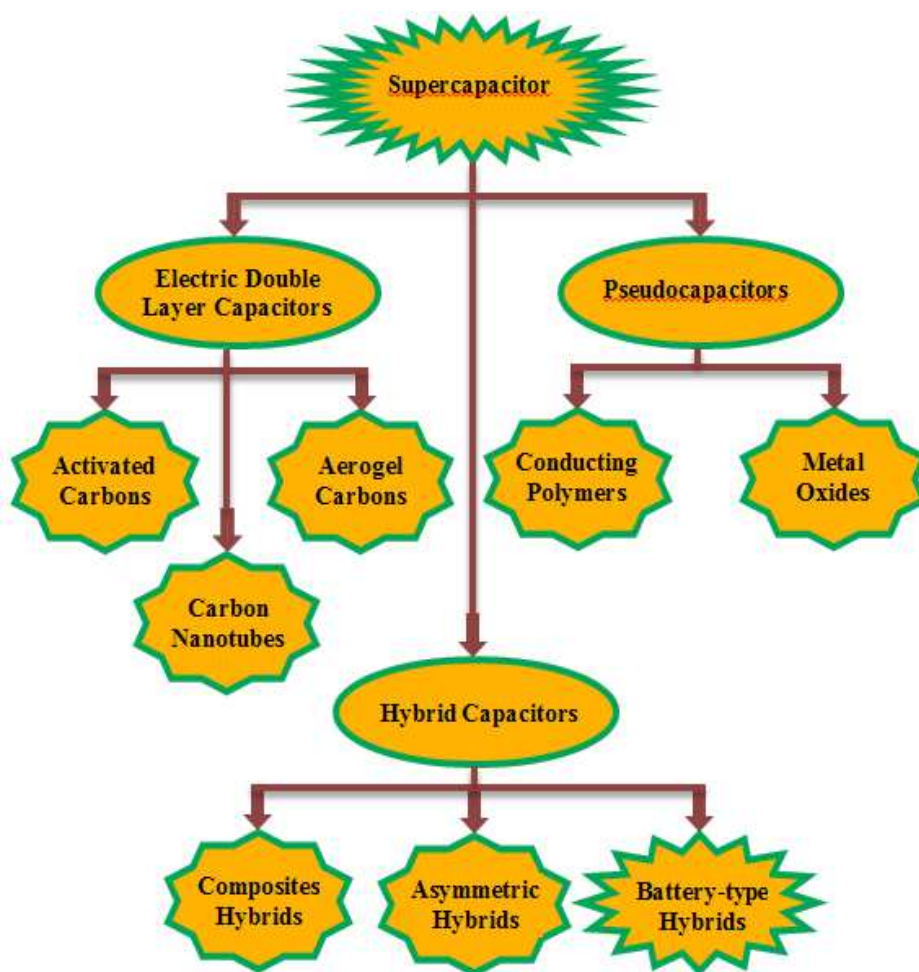 Supercapacitor
Electric Double
Layer Capacitors
Pseudocapacitors
Activated
Carbons
Aerogel
Carbons
Conducting
Polymers
Metal
Oxides
Carbon
Nanotubes
Hybrid Capacitors
Composites
Hybrids
Asymmetric
Hybrids
Battery-type
Hybrids